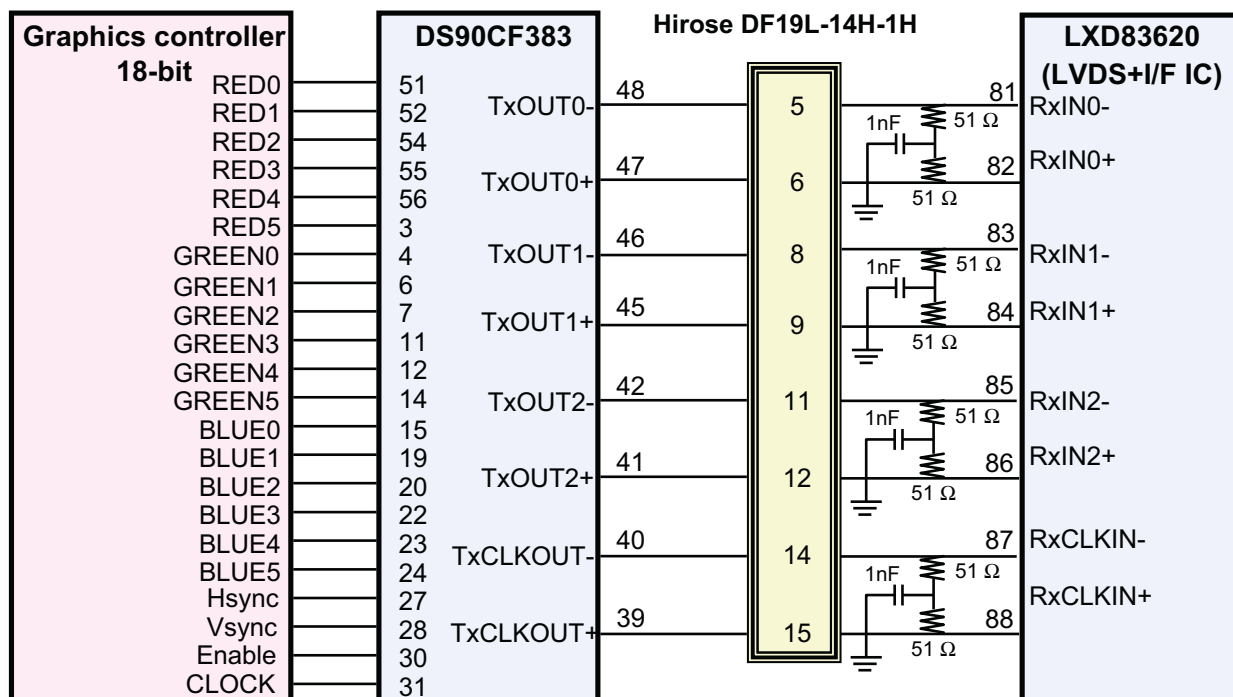 Graphics controller
18-bit
RED0
RED1
RED2
RED3
RED4
RED5
GREEN0
GREEN1
GREEN2
GREEN3
GREEN4
GREEN5
BLUE0
BLUE1
BLUE2
BLUE3
BLUE4
BLUE5
Hsync
Vsync
Enable
CLOCK
DS90CF383
51
52
54
55
56
3
4
6
7
11
12
14
15
19
20
22
23
24
27
28
30
31
TxOUT0-
TxOUT0+
TxOUT1-
TxOUT1+
TxOUT2-
TxOUT2+
TxCLKOUT-
TxCLKOUT+
48
47
46
45
42
41
40
39
Hirose DF19L-14H-1H
5
6
8
9
11
12
14
15
81
1nF
51 Ω
82
51 Ω
83
1nF
51 Ω
84
51 Ω
85
1nF
51 Ω
86
51 Ω
87
1nF
51 Ω
88
51 Ω
LXD83620
(LVDS+I/F IC)
RxIN0-
RxIN0+
RxIN1-
RxIN1+
RxIN2-
RxIN2+
RxCLKIN-
RxCLKIN+